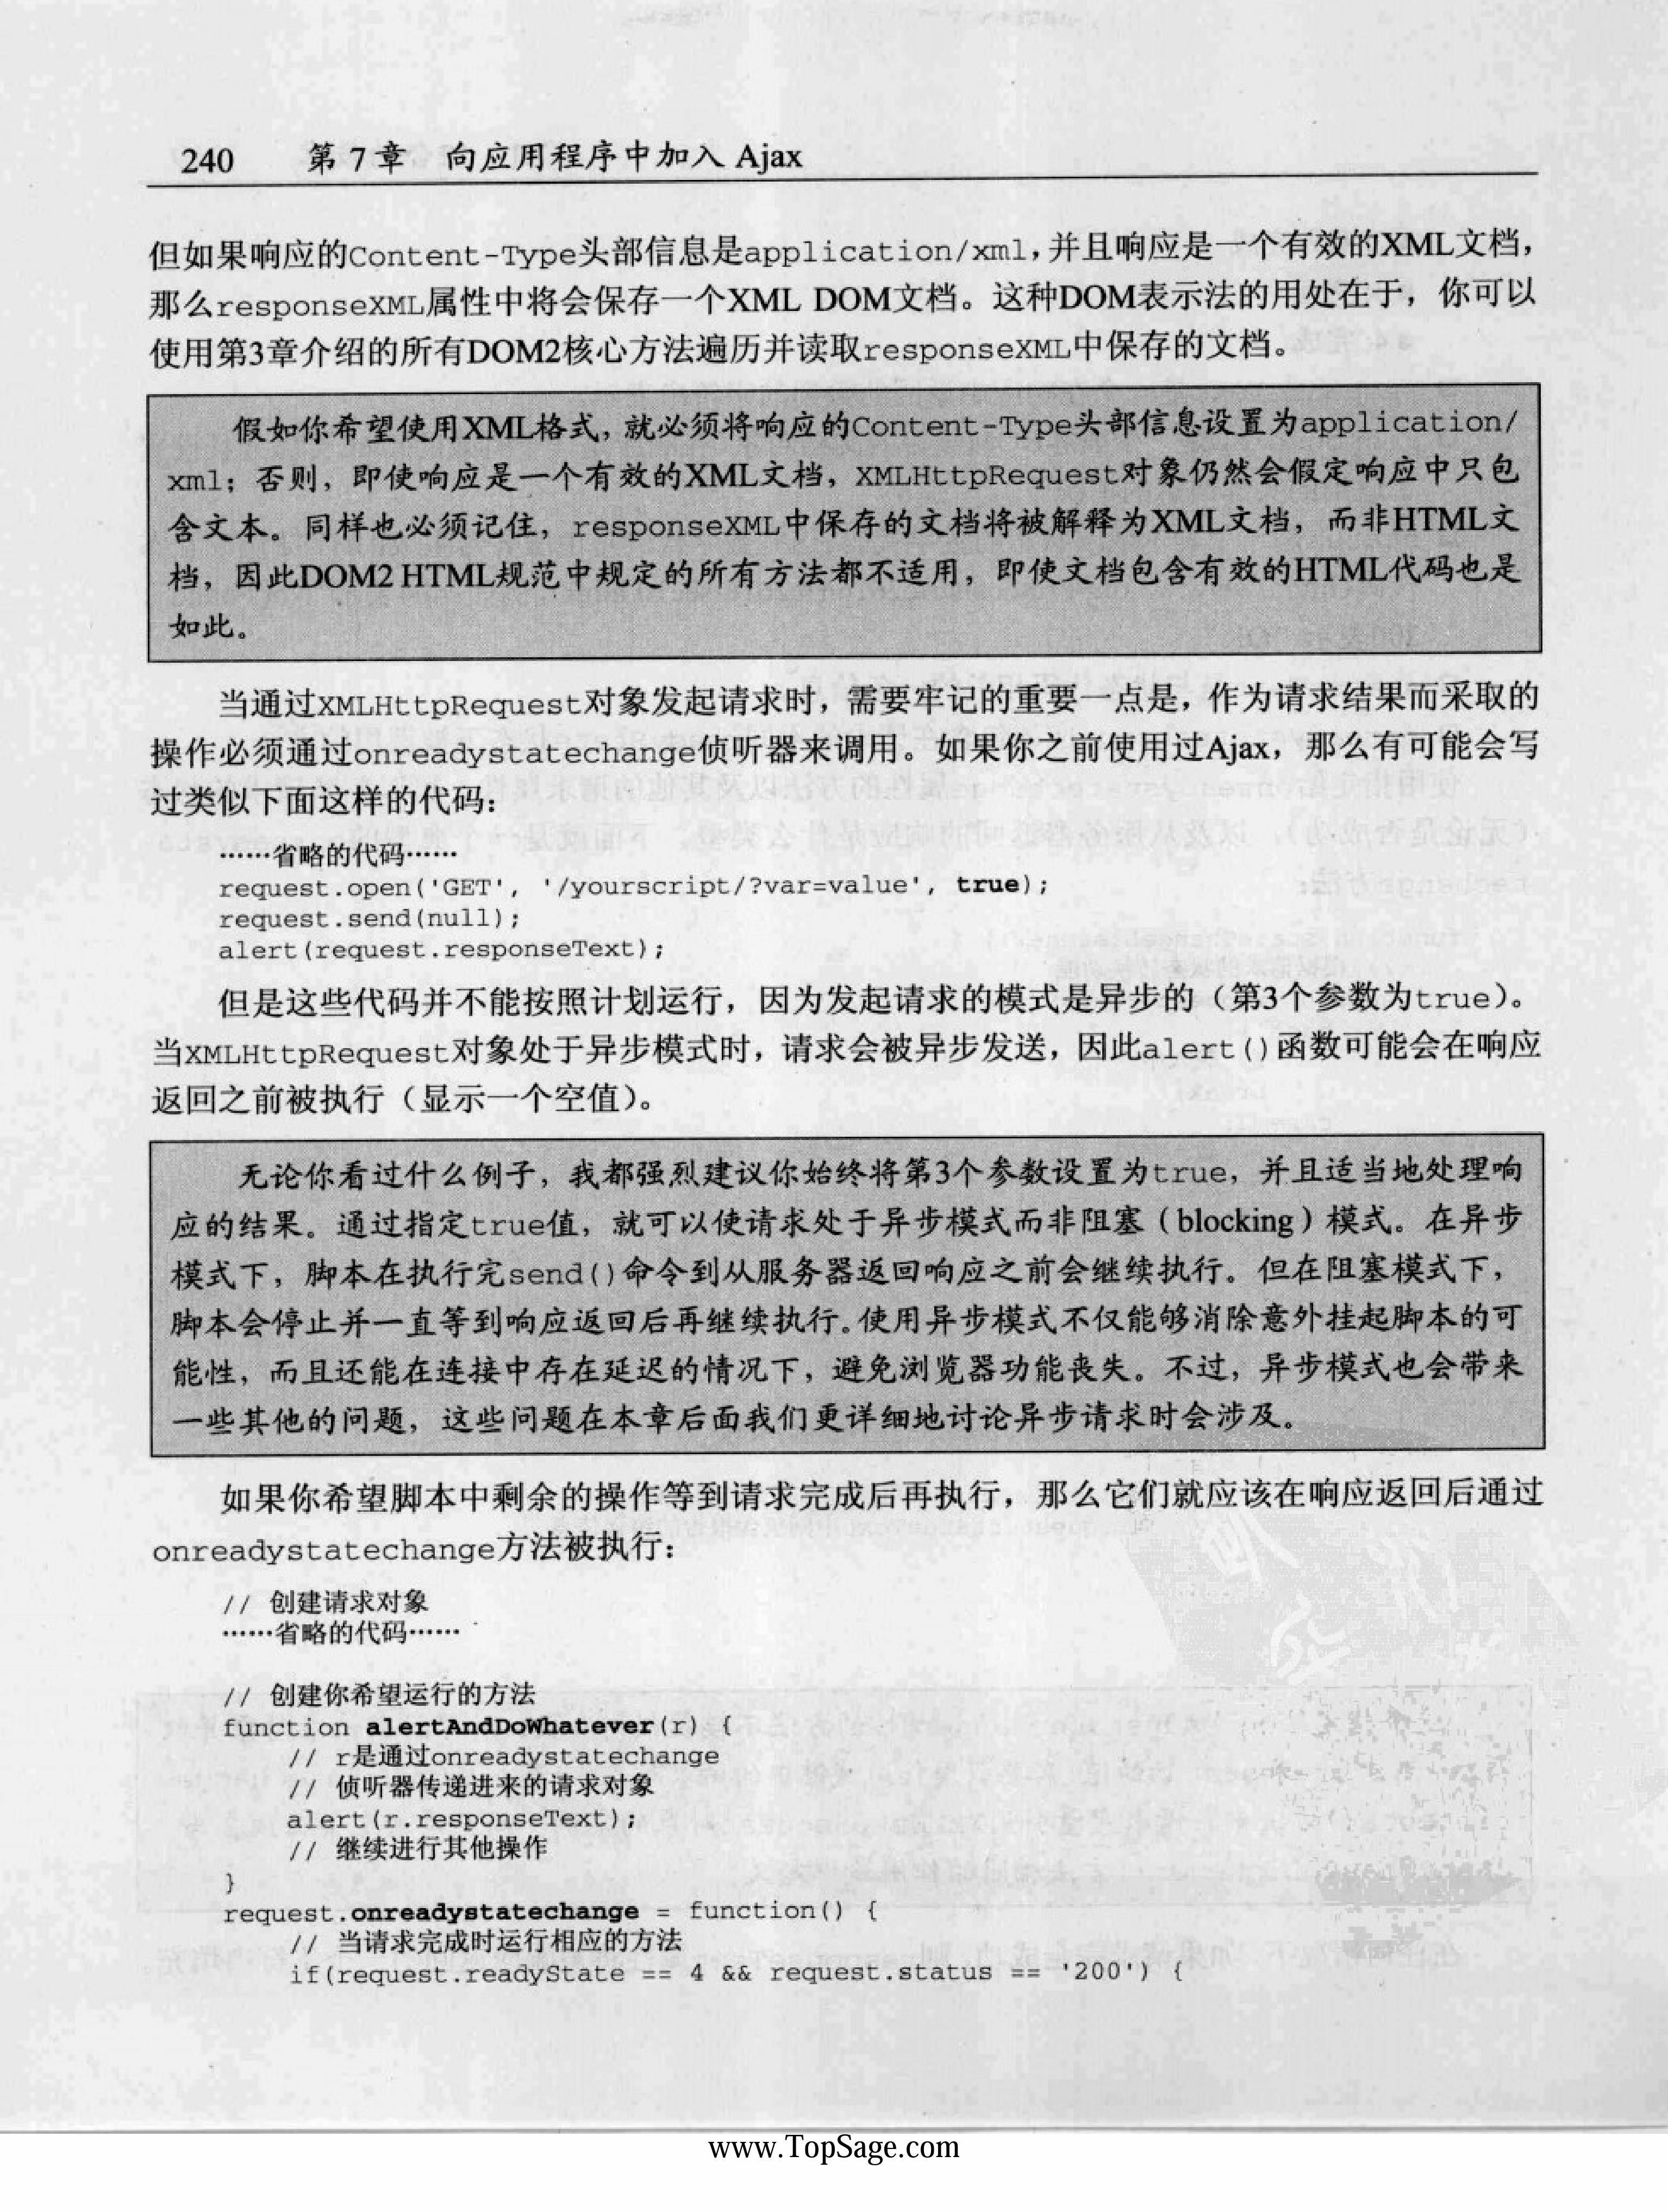 240 第 7 章 向应用程序中加入 Ajax
但如果响应的Content-Type头部信息是application/xml，并且响应是一个有效的XML文档，
那么responseXML属性中将会保存一个XML DOM文档。这种DOM表示法的用处在于，你可以
使用第3章介绍的所有DOM2核心方法遍历并读取responseXML中保存的文档。
假如你希望使用XML格式，就必须将响应的Content-Type头部信息设置为application/
xml；否则，即使响应是一个有效的XML文档，XMLHttpRequest对象仍然会假定响应中只包
含文本。同样也必须记住，responseXML中保存的文档将被解释为XML文档，而非HTML文
档，因此DOM2 HTML规范中规定的所有方法都不适用，即使文档包含有效的HTML代码也是
如此。
当通过XMLHttpRequest对象发起请求时，需要牢记的重要一点是，作为请求结果而采取的
操作必须通过onreadystatechange侦听器来调用。如果你之前使用过Ajax，那么有可能会写
过类似下面这样的代码：
……省略的代码……
request.open('GET', '/yourscript/?var=value', true);
request.send(null);
alert(request.responseText);
但是这些代码并不能按照计划运行，因为发起请求的模式是异步的（第3个参数为true）。
当XMLHttpRequest对象处于异步模式时，请求会被异步发送，因此alert()函数可能会在响应
返回之前被执行（显示一个空值）。
无论你看过什么例子，我都强烈建议你始终将第3个参数设置为true，并且适当地处理响
应的结果。通过指定true值，就可以使请求处于异步模式而非阻塞（blocking）模式。在异步
模式下，脚本在执行完send()命令到从服务器返回响应之前会继续执行。但在阻塞模式下，
脚本会停止并一直等到响应返回后再继续执行。使用异步模式不仅能够消除意外挂起脚本的可
能性，而且还能在连接中存在延迟的情况下，避免浏览器功能丧失。不过，异步模式也会带来
一些其他的问题，这些问题在本章后面我们更详细地讨论异步请求时会涉及。
如果你希望脚本中剩余的操作等到请求完成后再执行，那么它们就应该在响应返回后通过
onreadystatechange方法被执行：
// 创建请求对象
……省略的代码……
// 创建你希望运行的方法
function alertAndDoWhatever(r) {
// r是通过onreadystatechange
// 侦听器传递进来的请求对象
alert(r.responseText);
// 继续进行其他操作
}
request.onreadystatechange = function() {
// 当请求完成时运行相应的方法
if(request.readyState == 4 && request.status == '200') {
www.TopSage.com